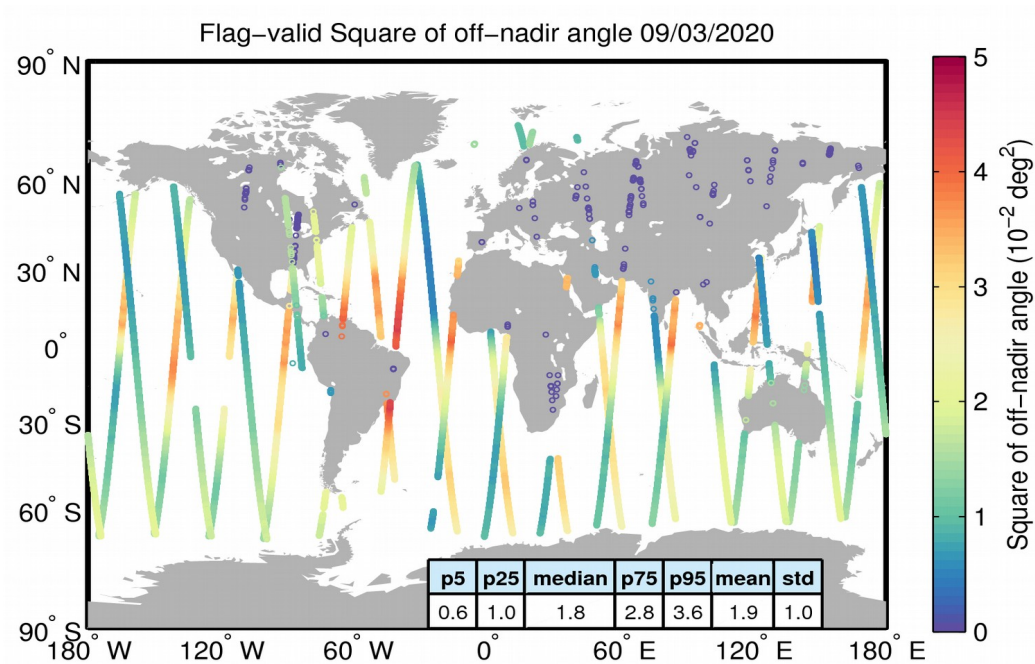 Flag−valid Square of off−nadir angle 09/03/2020
90° N
60° N
30° N
0°
30° S
60° S
90° S
180° W
120° W
60° W
0°
60° E
120° E
180° E
p5 p25 median p75 p95 mean std
0.6 1.0 1.8 2.8 3.6 1.9 1.0
5
4
3
2
1
0
Square of off−nadir angle (10⁻² deg²)